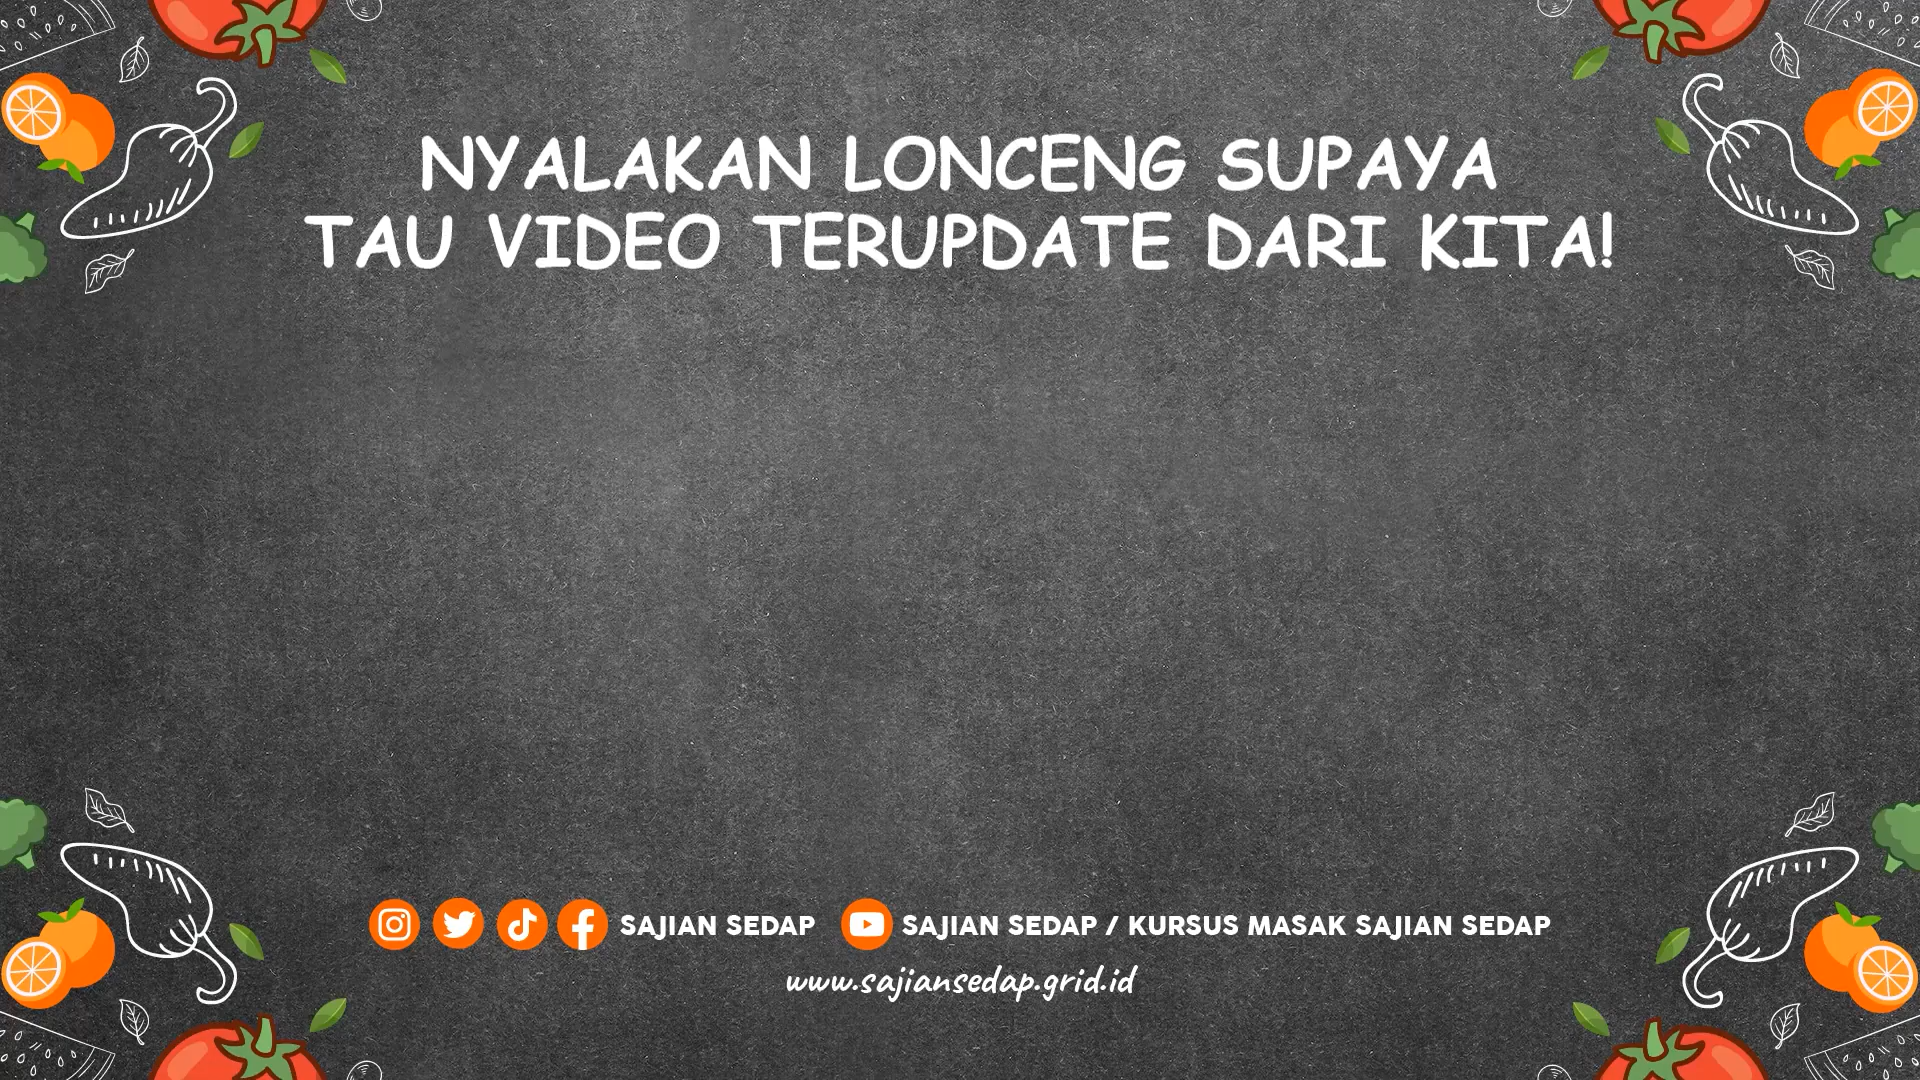 NYALAKAN LONCENG SUPAYA
TAU VIDEO TERUPDATE DARI KITA!
SAJIAN SEDAP SAJIAN SEDAP / KURSUS MASAK SAJIAN SEDAP
www.sajiansedap.grid.id